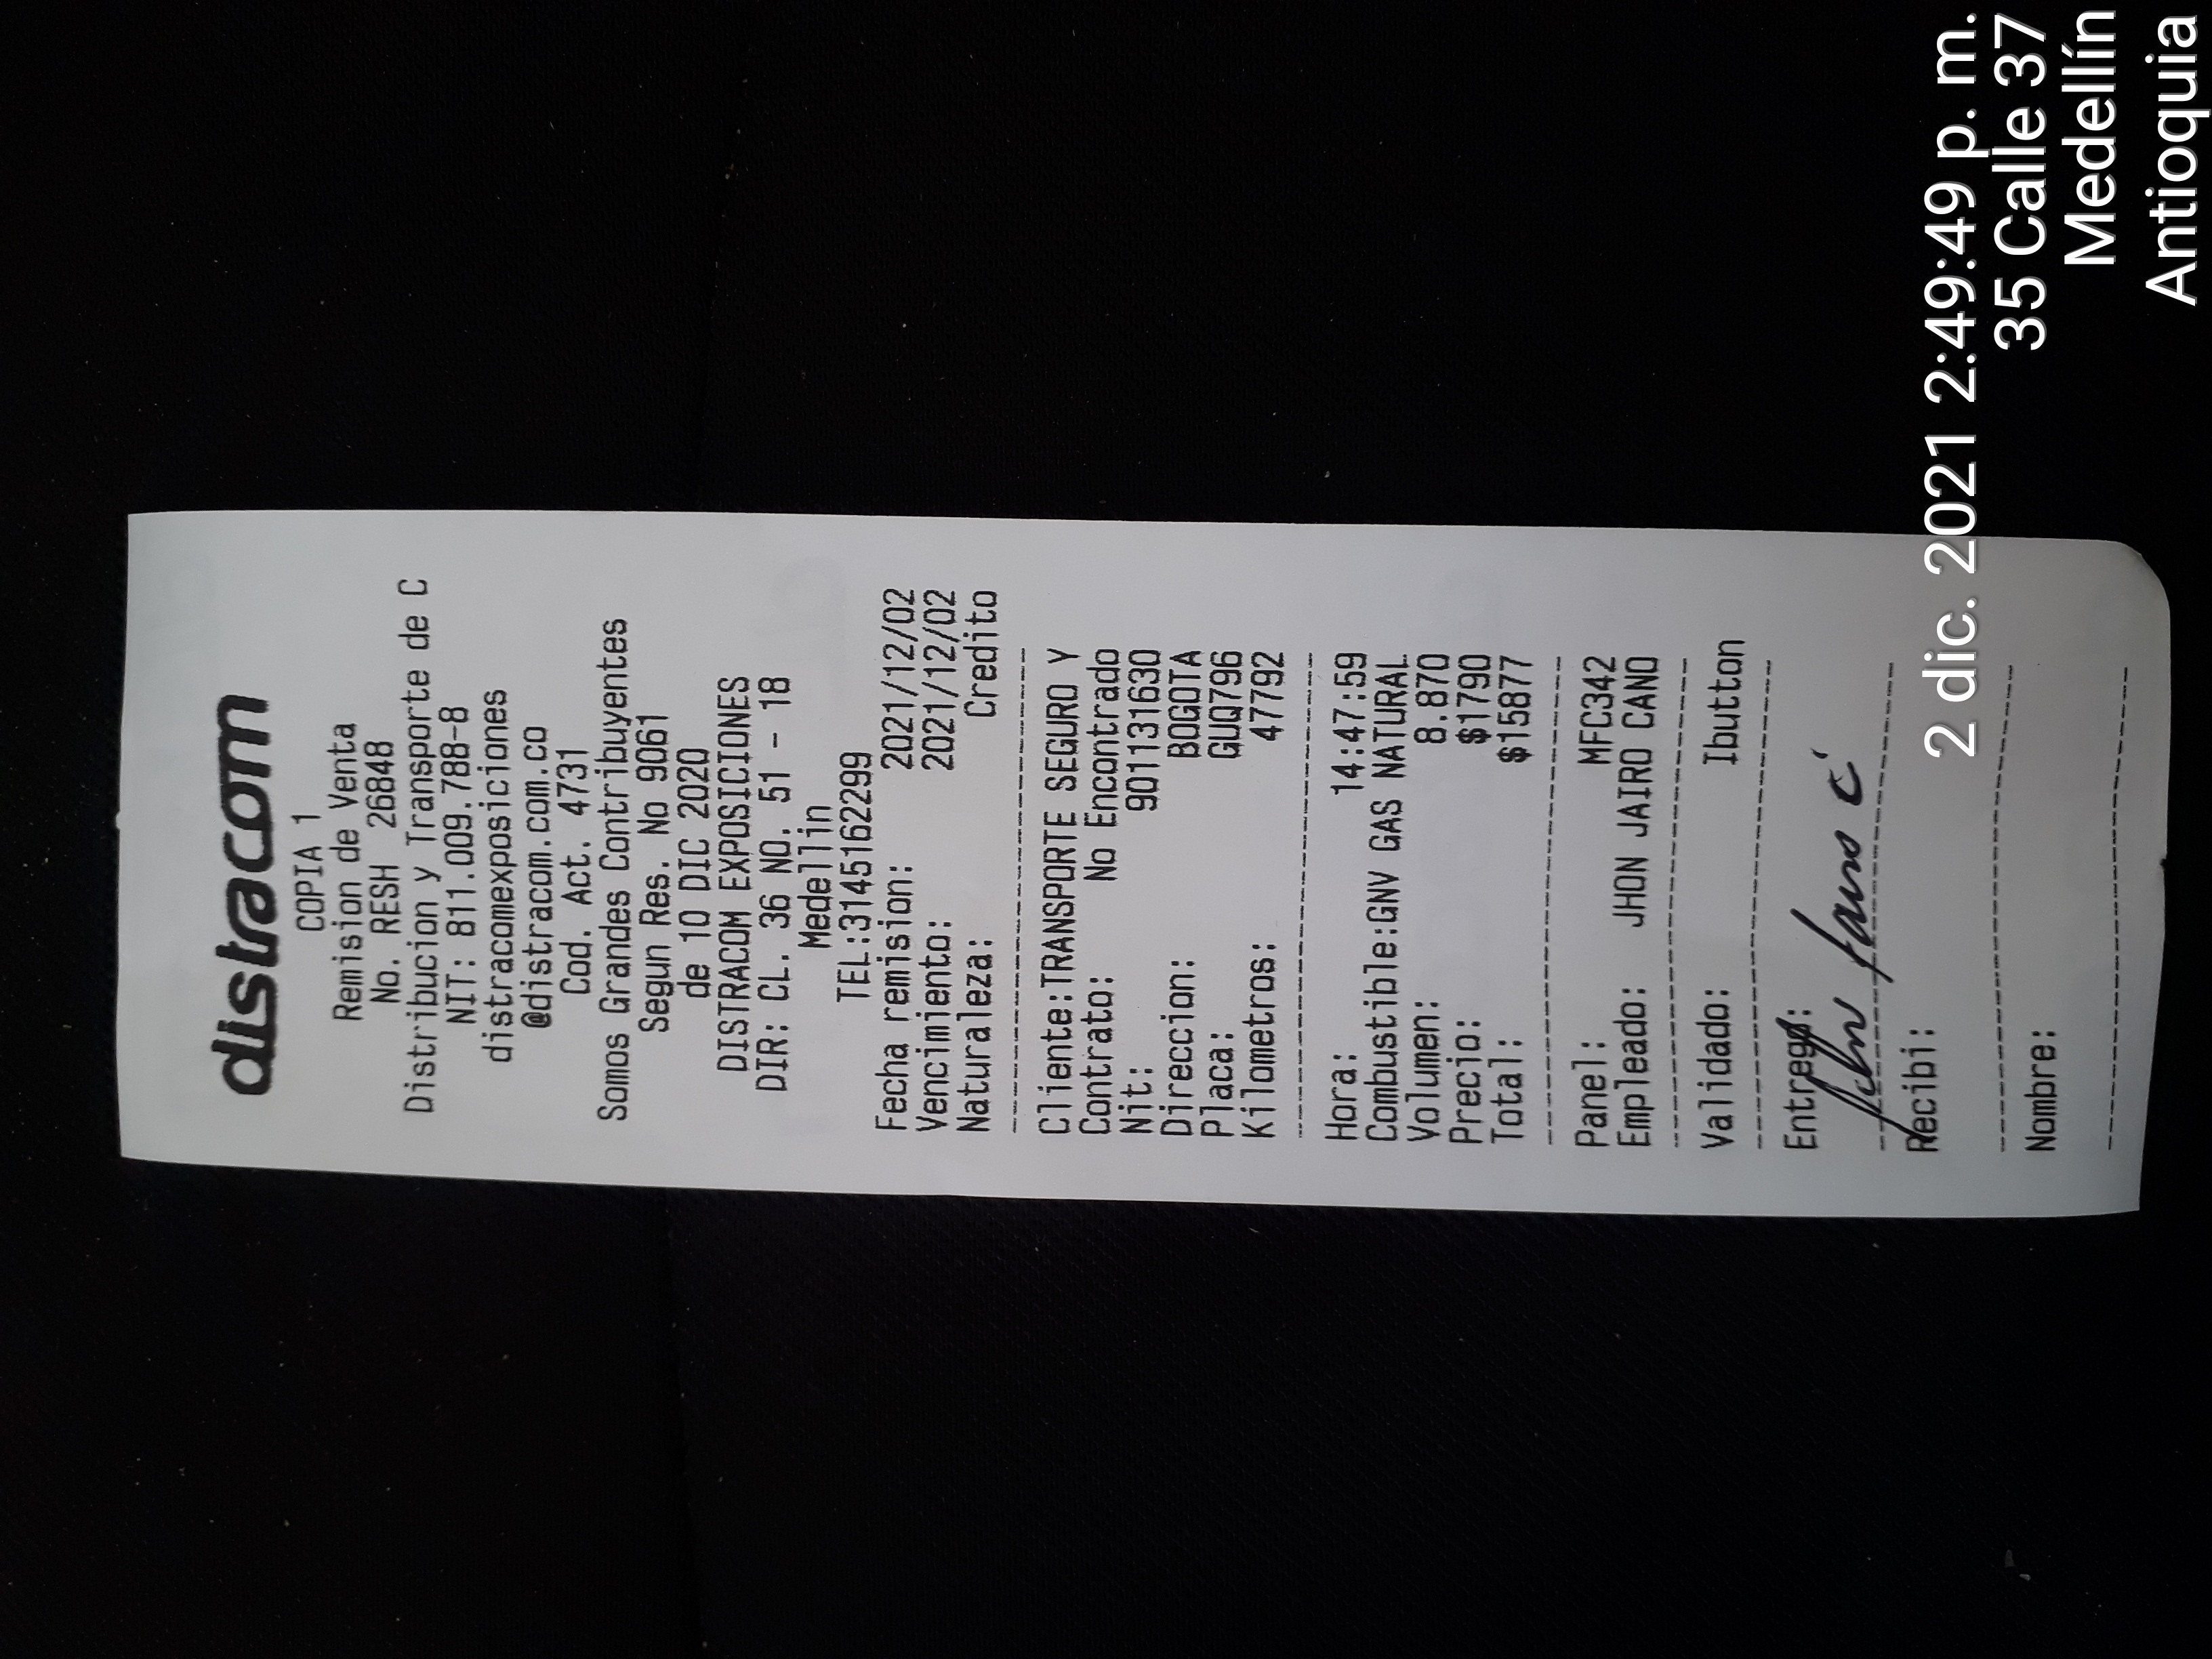 distracom
COPIA 1
Remision de Venta
No. RESH 26848
Distribucion y Transporte de C
NIT: 811.009.788-8
distracomexposiciones
@distracom.com.co
Cod. Act. 4731
Somos Grandes Contribuyentes
Segun Res. No 9061
de 10 DIC 2020
DISTRACOM EXPOSICIONES
DIR: CL. 36 NO. 51 - 18
Medellin
TEL:3145162299
Fecha remision: 2021/12/02
Vencimiento: 2021/12/02
Naturaleza: Credito
Cliente:TRANSPORTE SEGURO Y
Contrato: No Encontrado
Nit: 901131630
Direccion: BOGOTA
Placa: GUQ796
Kilometros: 47792
Hora: 14:47:59
Combustible:GNV GAS NATURAL
Volumen: 8.870
Precio: $1790
Total: $15877
Panel: MFC342
Empleado: JHON JAIRO CANO
Validado: Ibutton
Entrego:
Recibi:
Nombre:
2 dic. 2021 2:49:49 p. m.
35 Calle 37
Medellín
Antioquia